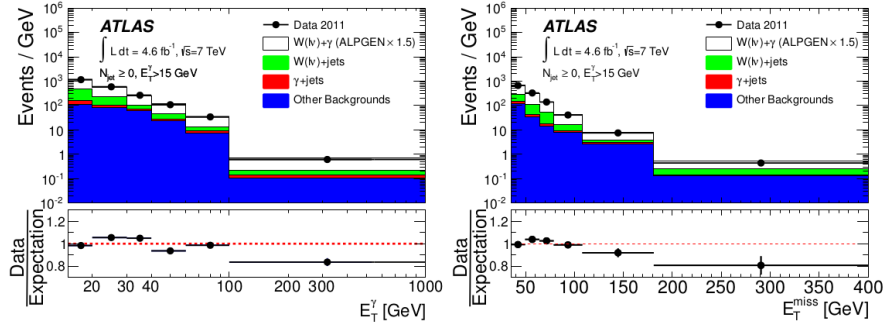 Events / GeV
10⁶
10⁵
10⁴
10³
10²
10
1
10⁻¹
10⁻²
ATLAS
∫ L dt = 4.6 fb⁻¹, √s=7 TeV
N_jet ≥ 0, E_T^γ>15 GeV
Data 2011
W(lν)+γ (ALPGEN × 1.5)
W(lν)+jets
γ+jets
Other Backgrounds
Data
Expectation
1.2
1
0.8
20 30 40 100 200 300 1000
E_T^γ [GeV]
Events / GeV
10⁶
10⁵
10⁴
10³
10²
10
1
10⁻¹
10⁻²
ATLAS
∫ L dt = 4.6 fb⁻¹, √s=7 TeV
N_jet ≥ 0, E_T^γ>15 GeV
Data 2011
W(lν)+γ (ALPGEN × 1.5)
W(lν)+jets
γ+jets
Other Backgrounds
Data
Expectation
1.2
1
0.8
50 100 150 200 250 300 350 400
E_T^miss [GeV]